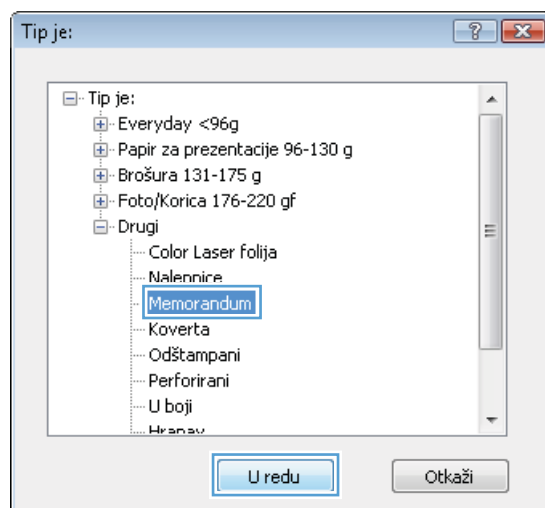 Tip je:
Tip je:
Everyday <96g
Papir za prezentacije 96-130 g
Brošura 131-175 g
Foto/Korica 176-220 gf
Drugi
Color Laser folija
Nalepnice
Memorandum
Koverta
Odštampani
Perforirani
U boji
Hrapav
U redu
Otkaži